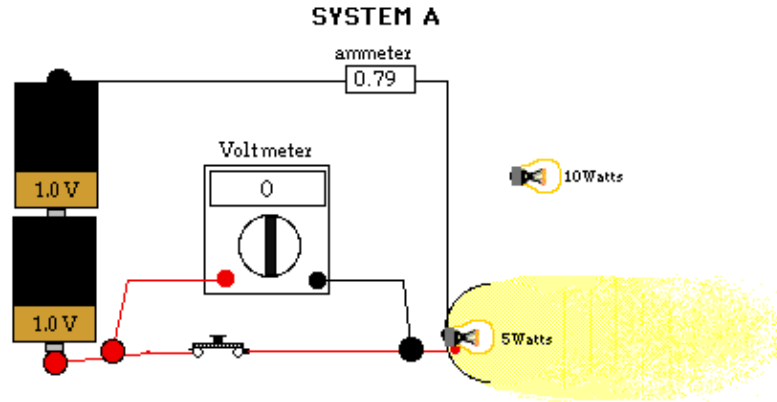 SYSTEM A
ammeter
0.79
Voltmeter
0
10Watts
1.0 V
1.0 V
5Watts